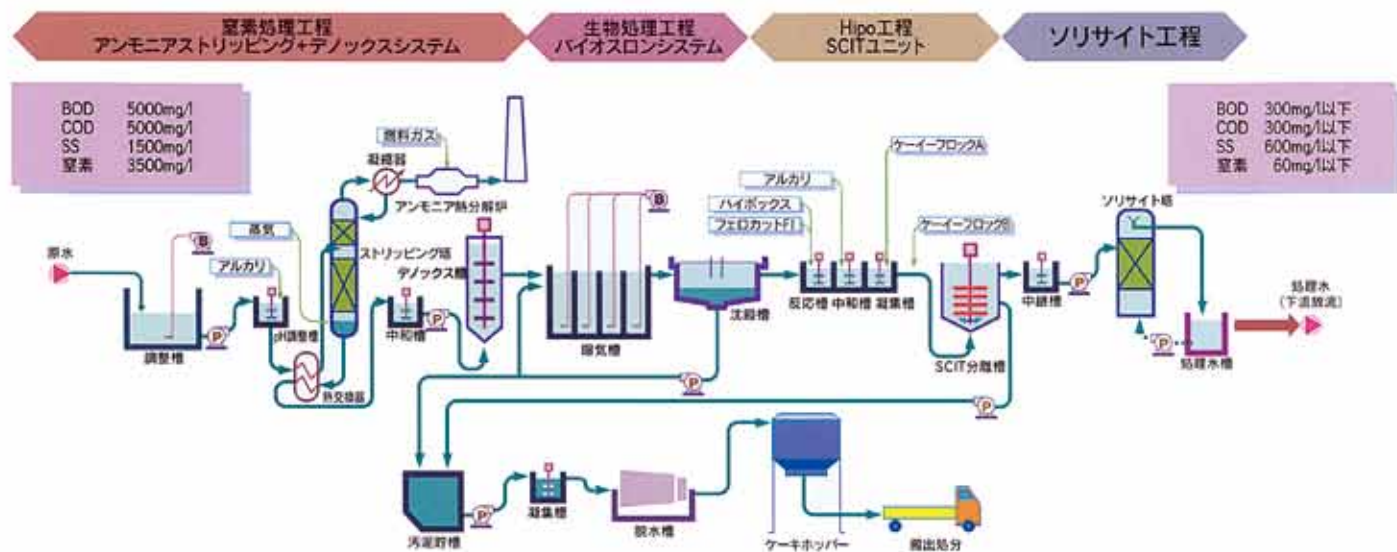 窒素処理工程
アンモニアストリッピング+デノックスシステム
生物処理工程
バイオスロンシステム
Hipo工程
SCITユニット
ソリサイト工程
BOD 5000mg/l
COD 5000mg/l
SS 1500mg/l
窒素 3500mg/l
BOD 300mg/l以下
COD 300mg/l以下
SS 600mg/l以下
窒素 60mg/l以下
燃料ガス
凝縮器
アンモニア熱分解炉
蒸気
アルカリ
ストリッピング塔
デノックス槽
原水
B
P
調整槽
pH調整槽
熱交換器
中和槽
P
B
曝気槽
沈殿槽
P
ケーイーフロックA
アルカリ
ハイポックス
フェロカットF1
ケーイーフロックB
反応槽
中和槽
凝集槽
SCIT分離槽
P
中継槽
P
ソリサイト塔
P
処理水槽
処理水
(下水放流)
汚泥貯槽
P
凝集槽
脱水槽
ケーキホッパー
搬出処分